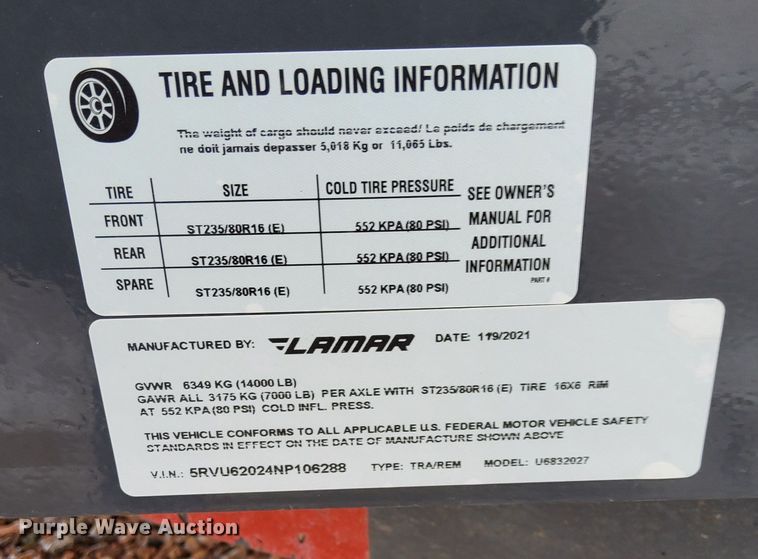 TIRE AND LOADING INFORMATION
The weight of cargo should never exceed/ Le poids de chargement
ne doit jamais depasser 5,018 Kg or 11,065 Lbs.
TIRE SIZE COLD TIRE PRESSURE
FRONT ST235/80R16 (E) 552 KPA (80 PSI)
REAR ST235/80R16 (E) 552 KPA (80 PSI)
SPARE ST235/80R16 (E) 552 KPA (80 PSI)
SEE OWNER'S
MANUAL FOR
ADDITIONAL
INFORMATION
PART #
MANUFACTURED BY: LAMAR DATE: 119/2021
GVWR 6349 KG (14000 LB)
GAWR ALL 3175 KG (7000 LB) PER AXLE WITH ST235/80R16 (E) TIRE 16X6 RIM
AT 552 KPA (80 PSI) COLD INFL. PRESS.
THIS VEHICLE CONFORMS TO ALL APPLICABLE U.S. FEDERAL MOTOR VEHICLE SAFETY
STANDARDS IN EFFECT ON THE DATE OF MANUFACTURE SHOWN ABOVE
V.I.N.: 5RVU62024NP106288 TYPE: TRA/REM MODEL: U6832027
Purple Wave Auction